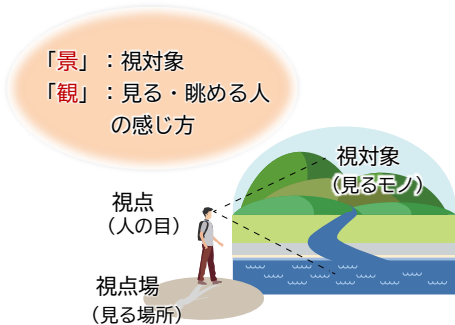 「景」：視対象
「観」：見る・眺める人
の感じ方
視対象
（見るモノ）
視点
（人の目）
視点場
（見る場所）